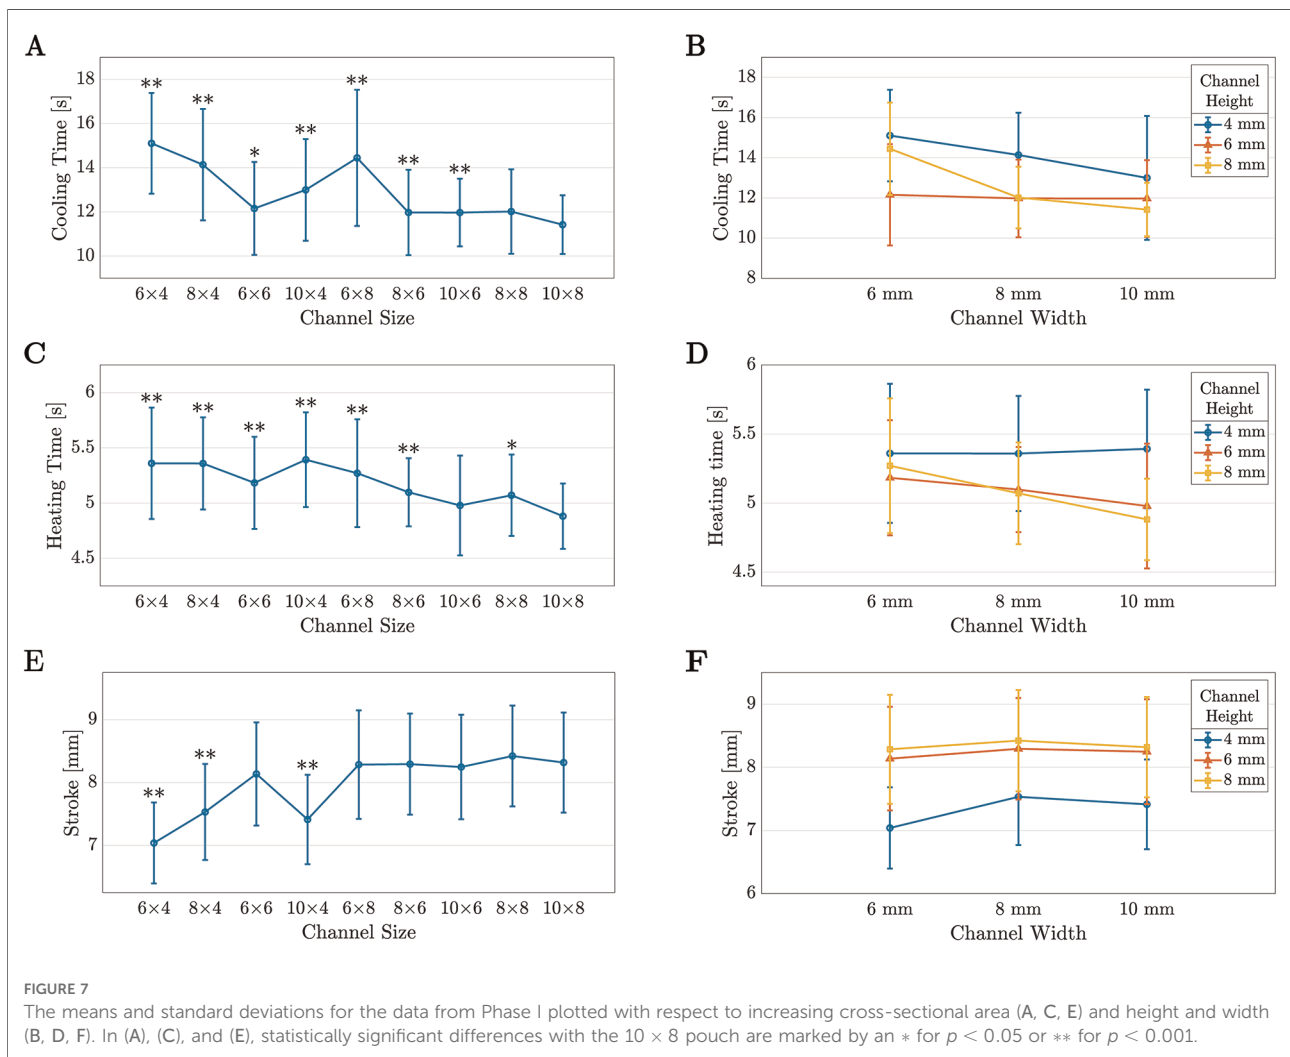 A
Cooling Time [s]
18
16
14
12
10
** ** * ** ** ** **
6×4 8×4 6×6 10×4 6×8 8×6 10×6 8×8 10×8
Channel Size
B
Cooling Time [s]
18
16
14
12
10
8
Channel
Height
4 mm
6 mm
8 mm
6 mm 8 mm 10 mm
Channel Width
C
Heating Time [s]
6
5.5
5
4.5
** ** ** ** ** ** *
6×4 8×4 6×6 10×4 6×8 8×6 10×6 8×8 10×8
Channel Size
D
Heating time [s]
6
5.5
5
4.5
Channel
Height
4 mm
6 mm
8 mm
6 mm 8 mm 10 mm
Channel Width
E
Stroke [mm]
9
8
7
** ** **
6×4 8×4 6×6 10×4 6×8 8×6 10×6 8×8 10×8
Channel Size
F
Stroke [mm]
9
8
7
6
Channel
Height
4 mm
6 mm
8 mm
6 mm 8 mm 10 mm
Channel Width
FIGURE 7
The means and standard deviations for the data from Phase I plotted with respect to increasing cross-sectional area (A, C, E) and height and width
(B, D, F). In (A), (C), and (E), statistically significant differences with the 10 × 8 pouch are marked by an * for p < 0.05 or ** for p < 0.001.